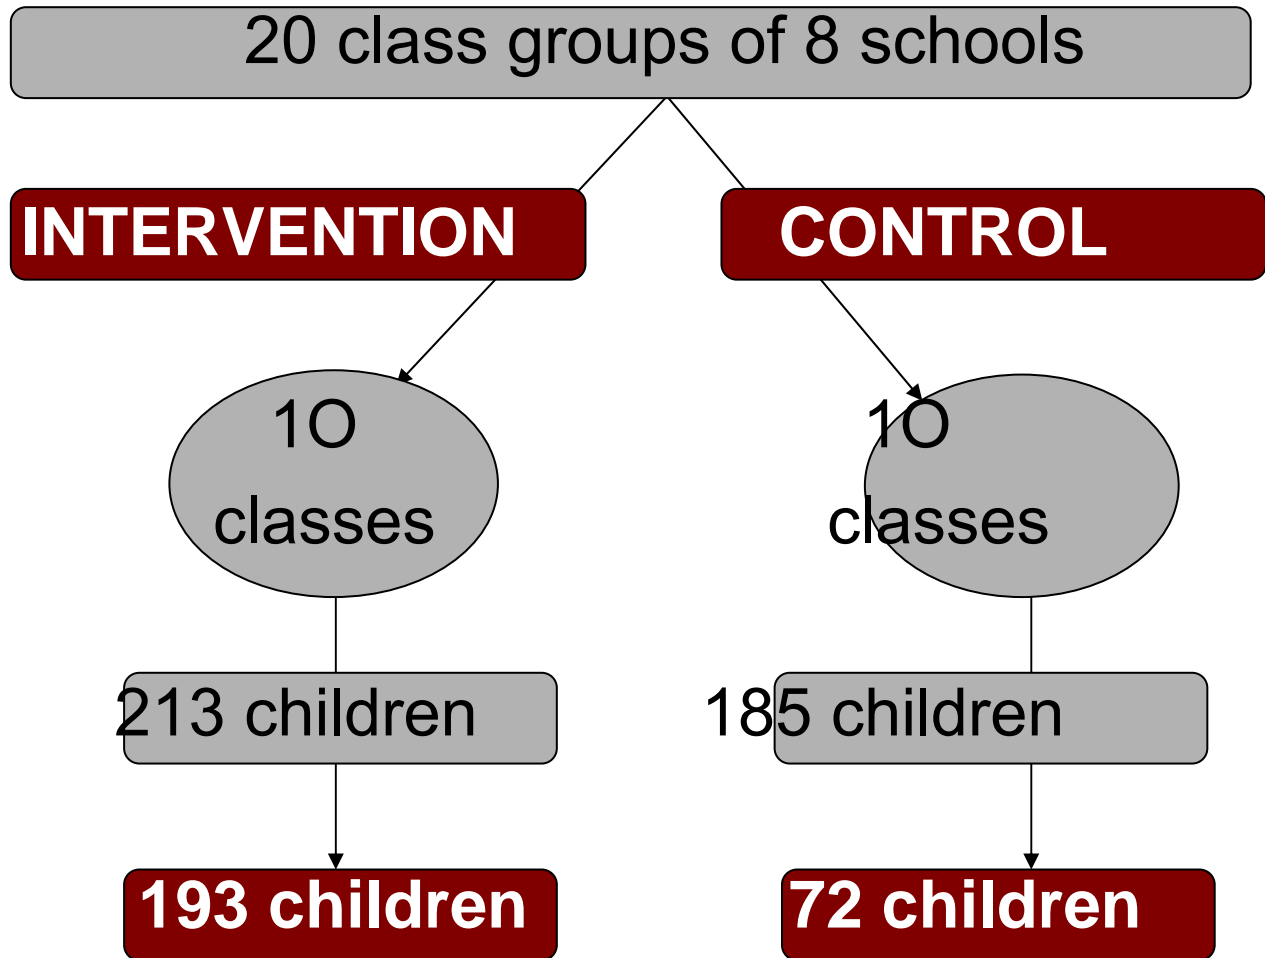 20 class groups of 8 schools
INTERVENTION
CONTROL
1O
classes
1O
classes
213 children
185 children
193 children
72 children